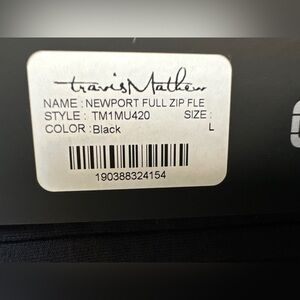 travisMathew
NAME : NEWPORT FULL ZIP FLE
STYLE : TM1MU420 SIZE :
COLOR : Black L
190388324154